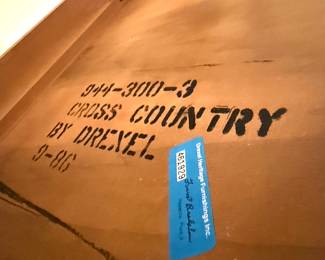 944-300-3
CROSS COUNTRY
BY DREXEL
9-86
Drexel Heritage Furnishings Inc.